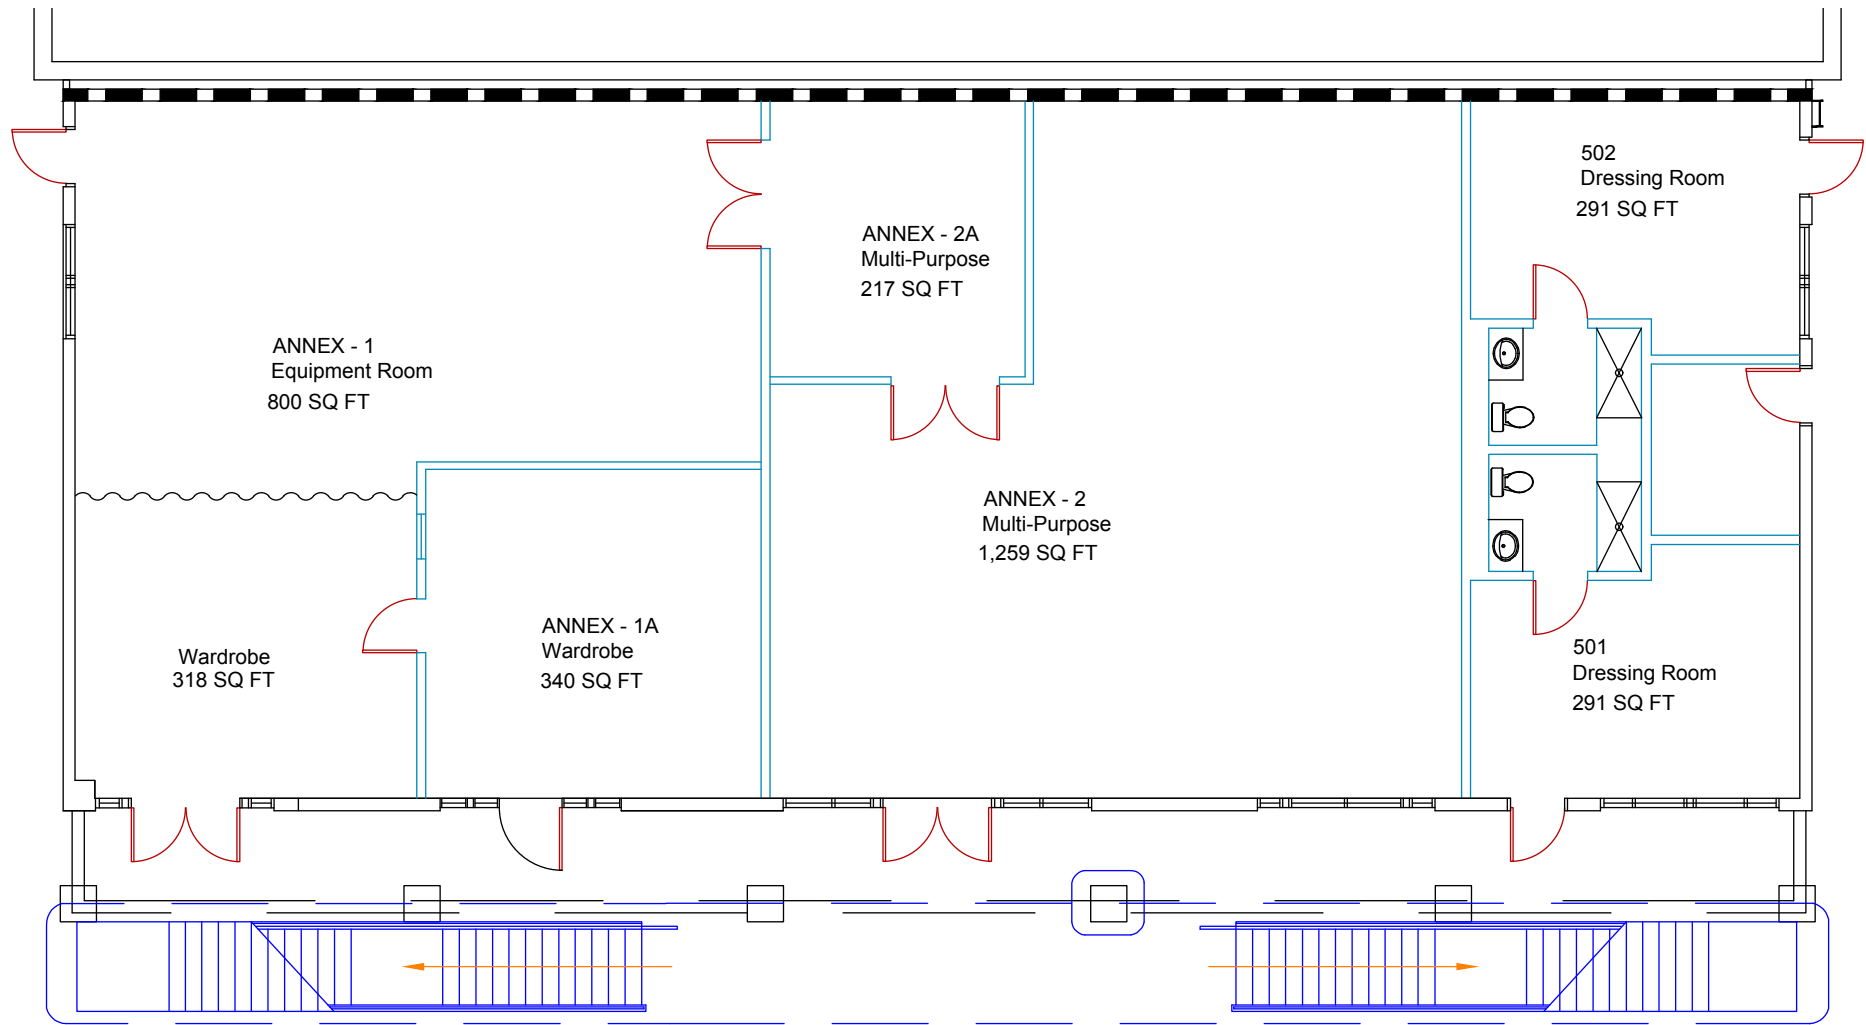 502
Dressing Room
291 SQ FT
ANNEX - 2A
Multi-Purpose
217 SQ FT
ANNEX - 1
Equipment Room
800 SQ FT
ANNEX - 2
Multi-Purpose
1,259 SQ FT
ANNEX - 1A
Wardrobe
340 SQ FT
Wardrobe
318 SQ FT
501
Dressing Room
291 SQ FT